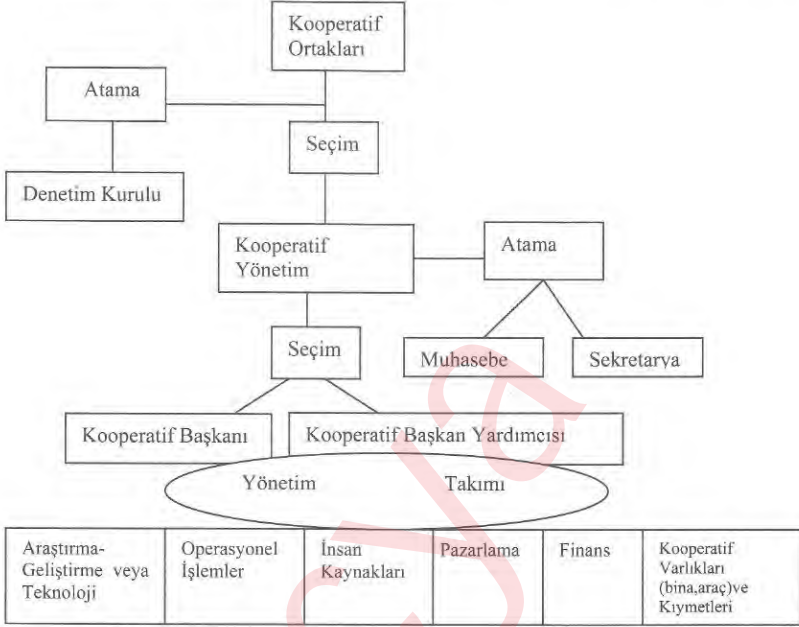 Kooperatif
Ortakları
Atama
Seçim
Denetim Kurulu
Kooperatif
Yönetim
Atama
Seçim
Muhasebe
Sekretarya
Kooperatif Başkanı
Kooperatif Başkan Yardımcısı
Yönetim Takımı
Araştırma-
Geliştirme veya
Teknoloji
Operasyonel
İşlemler
İnsan
Kaynakları
Pazarlama
Finans
Kooperatif
Varlıkları
(bina,araç)ve
Kıymetleri